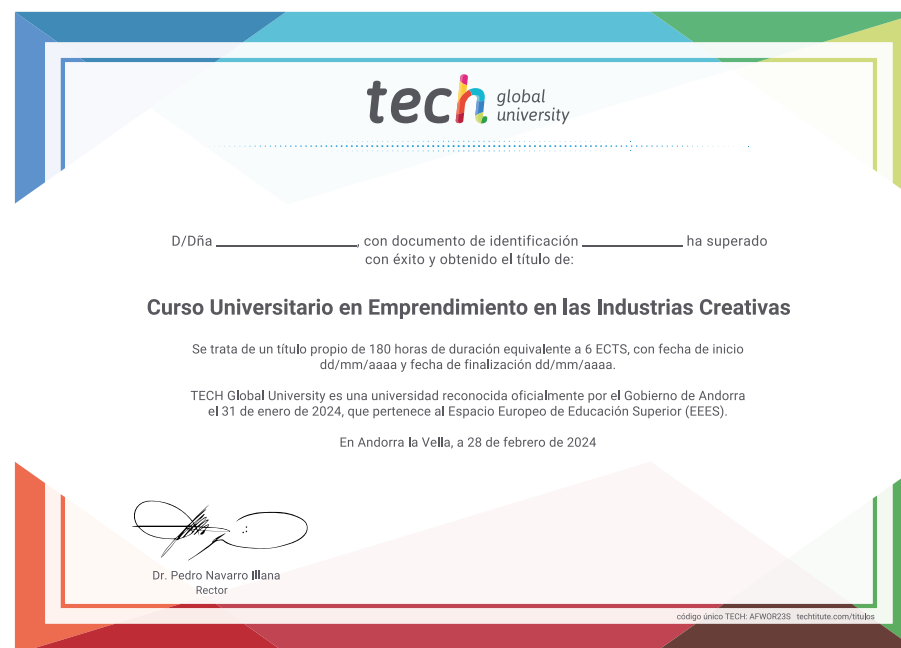 tech global university
D/Dña ______________, con documento de identificación __________ ha superado
con éxito y obtenido el título de:
Curso Universitario en Emprendimiento en las Industrias Creativas
Se trata de un título propio de 180 horas de duración equivalente a 6 ECTS, con fecha de inicio
dd/mm/aaaa y fecha de finalización dd/mm/aaaa.
TECH Global University es una universidad reconocida oficialmente por el Gobierno de Andorra
el 31 de enero de 2024, que pertenece al Espacio Europeo de Educación Superior (EEES).
En Andorra la Vella, a 28 de febrero de 2024
Dr. Pedro Navarro Illana
Rector
código único TECH: AFWOR23S techtitute.com/titulos